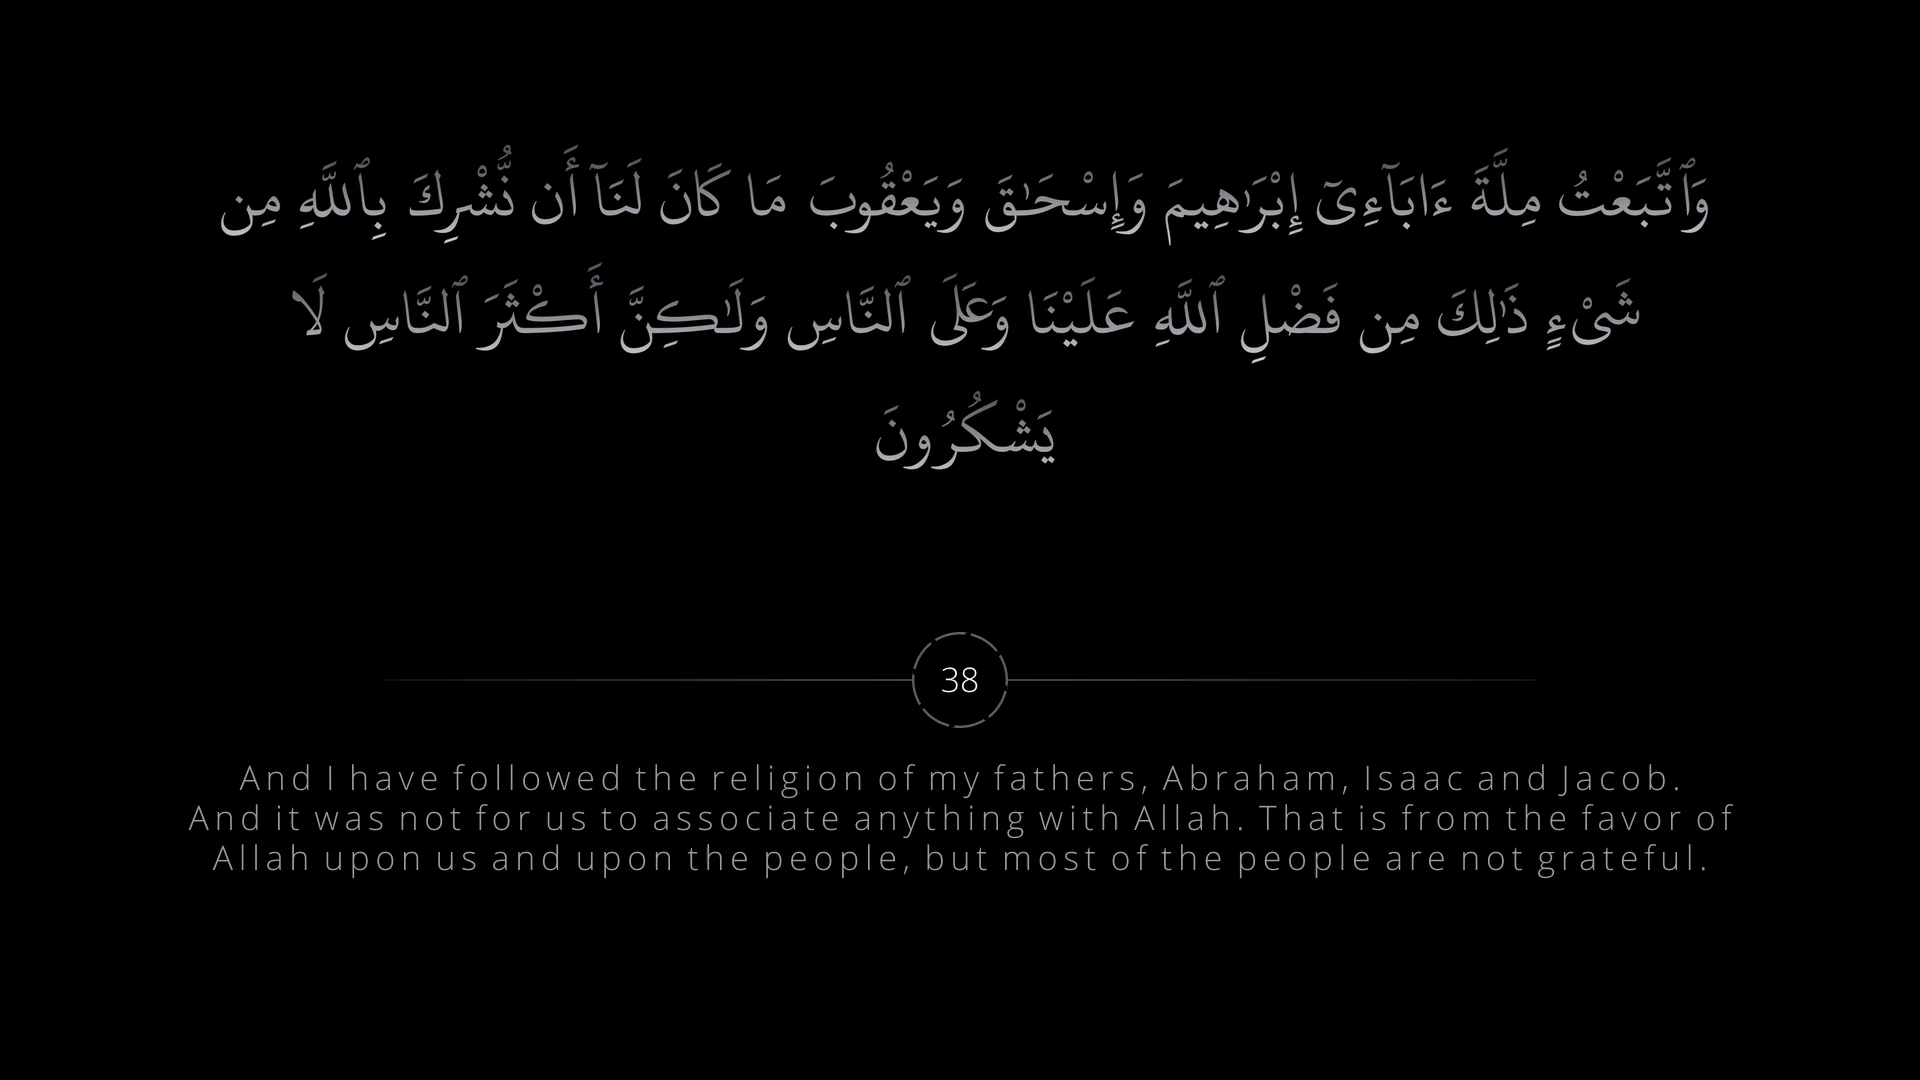 وَٱتَّبَعْتُ مِلَّةَ ءَابَآءِىٓ إِبْرَٰهِيمَ وَإِسْحَـٰقَ وَيَعْقُوبَ مَا كَانَ لَنَآ أَن نُّشْرِكَ بِٱللَّهِ مِن
شَىْءٍ ذَٰلِكَ مِن فَضْلِ ٱللَّهِ عَلَيْنَا وَعَلَى ٱلنَّاسِ وَلَـٰكِنَّ أَكْثَرَ ٱلنَّاسِ لَا
يَشْكُرُونَ
38
And I have followed the religion of my fathers, Abraham, Isaac and Jacob.
And it was not for us to associate anything with Allah. That is from the favor of
Allah upon us and upon the people, but most of the people are not grateful.